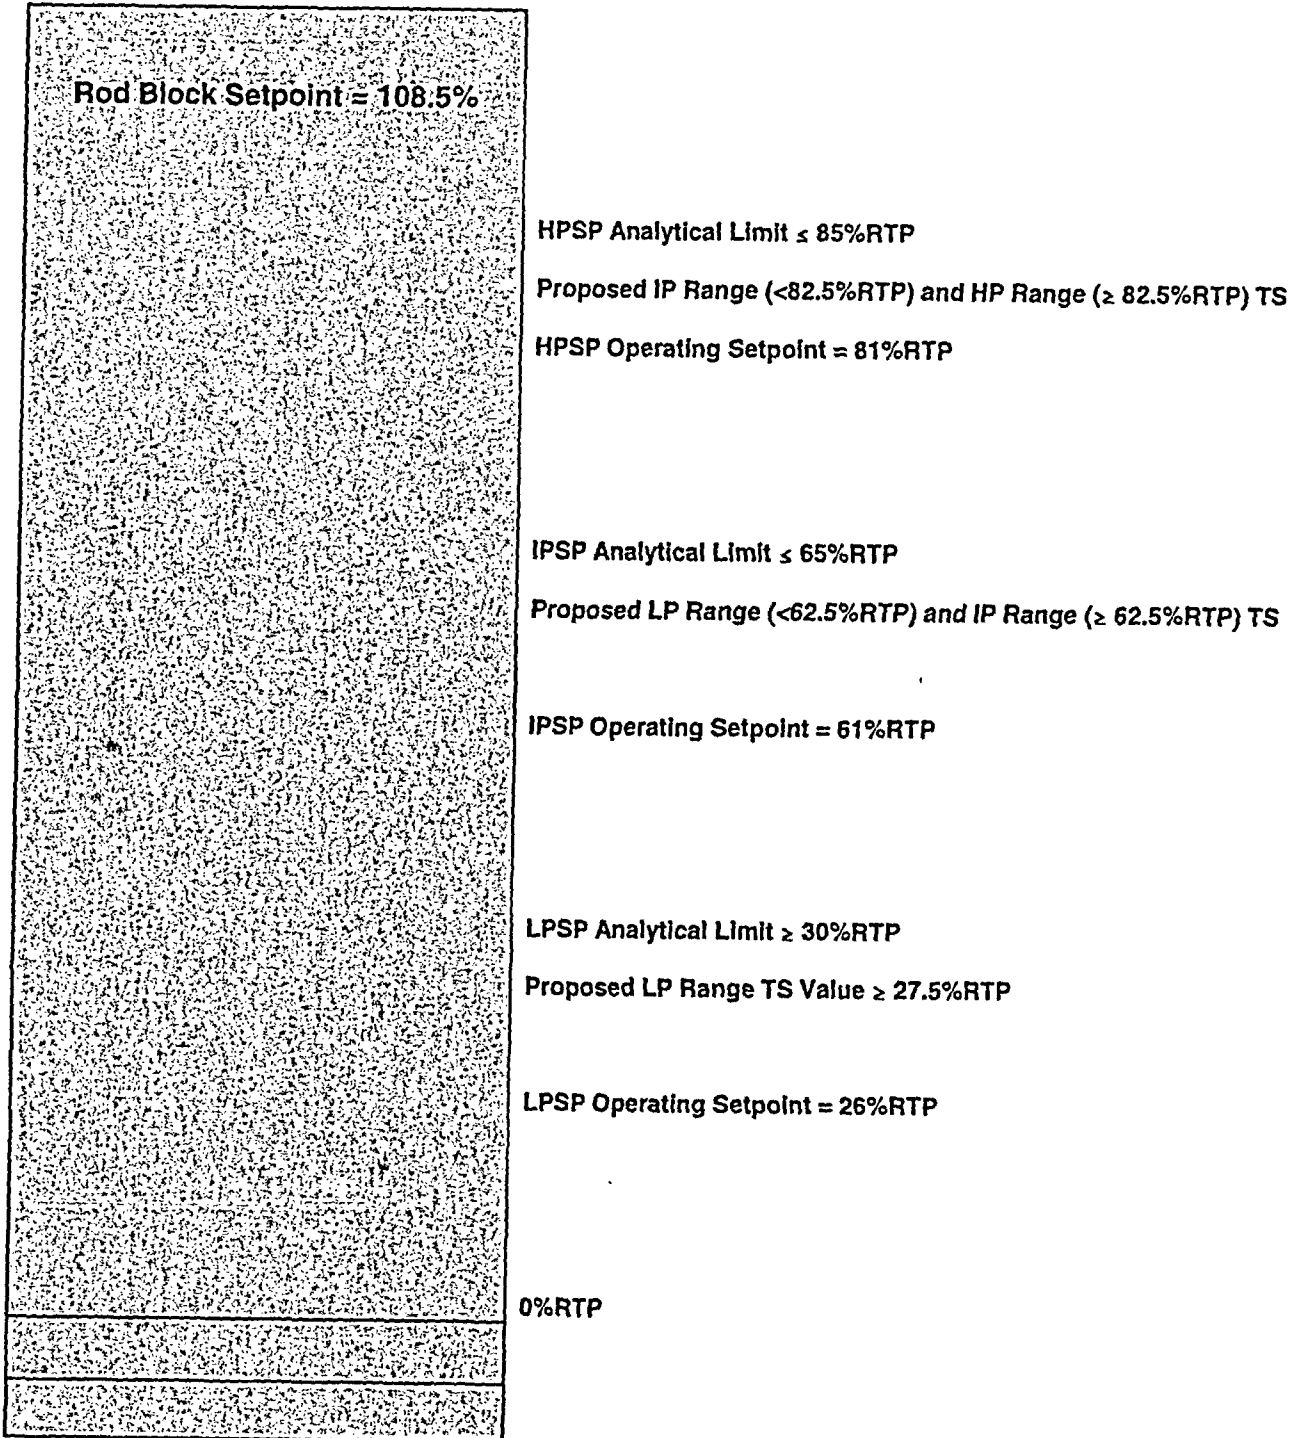 Rod Block Setpoint = 108.5%
HPSP Analytical Limit ≤ 85%RTP
Proposed IP Range (<82.5%RTP) and HP Range (≥ 82.5%RTP) TS
HPSP Operating Setpoint = 81%RTP
IPSP Analytical Limit ≤ 65%RTP
Proposed LP Range (<62.5%RTP) and IP Range (≥ 62.5%RTP) TS
IPSP Operating Setpoint = 61%RTP
LPSP Analytical Limit ≥ 30%RTP
Proposed LP Range TS Value ≥ 27.5%RTP
LPSP Operating Setpoint = 26%RTP
0%RTP